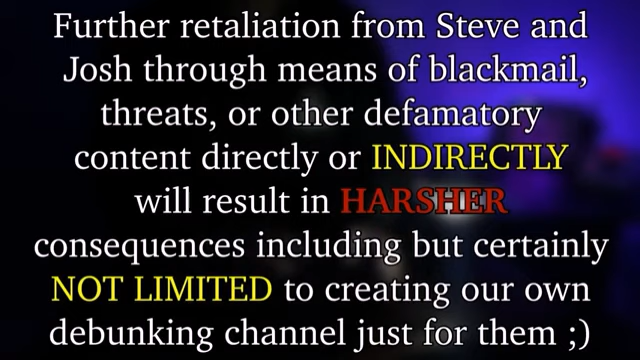 Further retaliation from Steve and
Josh through means of blackmail,
threats, or other defamatory
content directly or INDIRECTLY
will result in HARSHER
consequences including but certainly
NOT LIMITED to creating our own
debunking channel just for them ;)